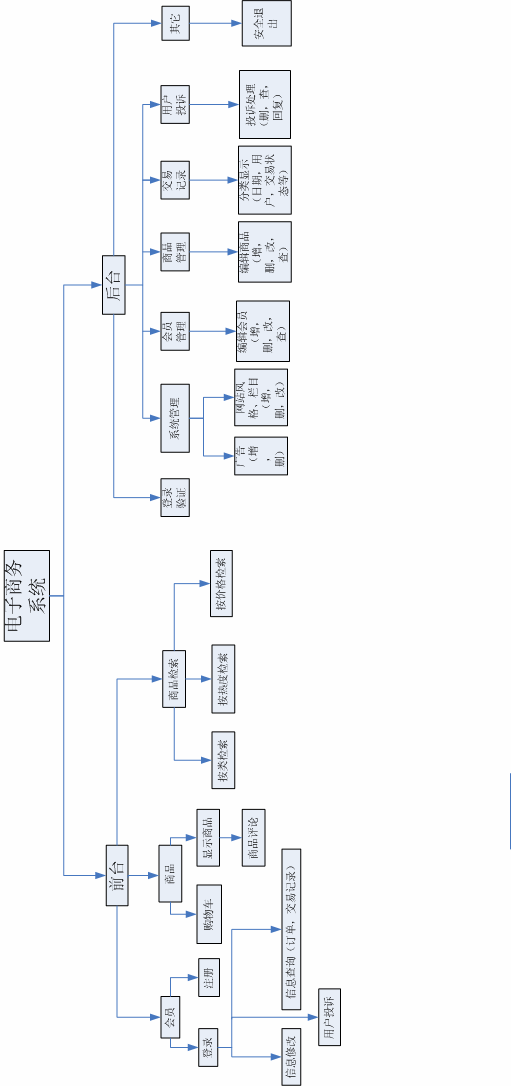 电子商务
系统
前台
后台
会员
商品
商品检索
登录
验证
系统管理
会员
管理
商品
管理
交易
记录
用户
投诉
其它
登录
注册
购物车
显示商品
按类检索
按热度检索
按价格检索
广告
（增
，
删）
网站风
格、栏目
（增，
删，改）
编辑会员
（增，
删，改，
查）
编辑商品
（增，
删，改，
查）
分类显示
（日期，用
户，交易状
态等）
投诉处理
（删，查，
回复）
安全退
出
商品评论
信息修改
用户投诉
信息查询（订单，交易记录）